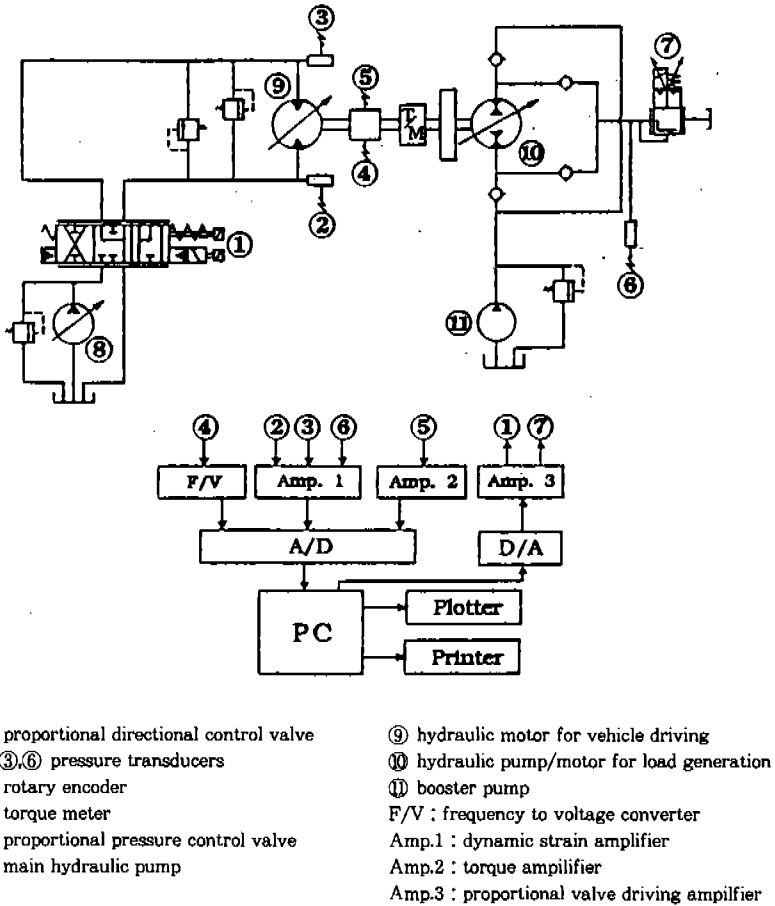 ③
⑦
⑨
⑤
T/M
⑩
④
②
①
⑥
⑪
⑧
④ ② ③ ⑥ ⑤ ① ⑦
F/V Amp. 1 Amp. 2 Amp. 3
A/D D/A
PC
Plotter
Printer
proportional directional control valve
③,⑥ pressure transducers
rotary encoder
torque meter
proportional pressure control valve
main hydraulic pump
⑨ hydraulic motor for vehicle driving
⑩ hydraulic pump/motor for load generation
⑪ booster pump
F/V : frequency to voltage converter
Amp.1 : dynamic strain amplifier
Amp.2 : torque ampilifier
Amp.3 : proportional valve driving ampilfier